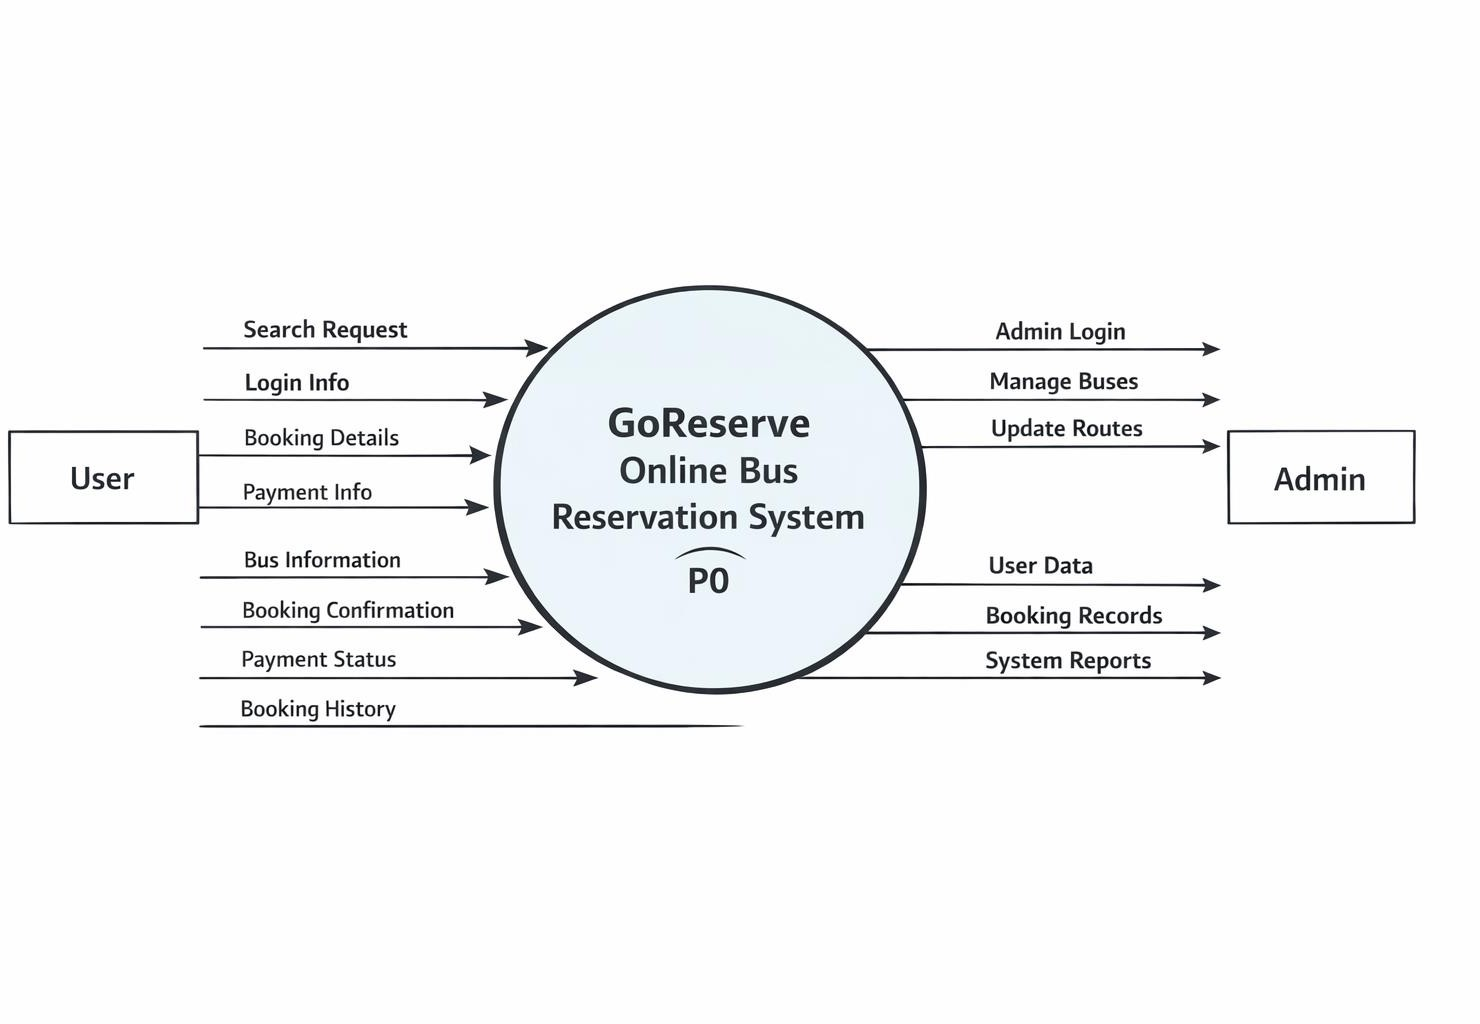 Search Request
Login Info
Booking Details
Payment Info
User
Bus Information
Booking Confirmation
Payment Status
Booking History
GoReserve
Online Bus
Reservation System
P0
Admin Login
Manage Buses
Update Routes
Admin
User Data
Booking Records
System Reports